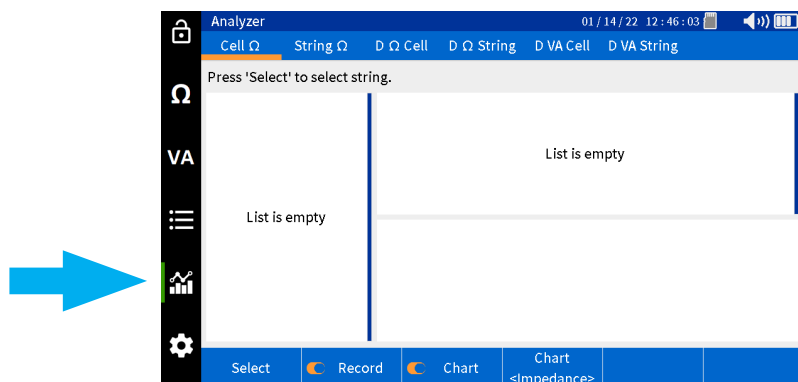 Analyzer 01/14/22 12:46:03
Cell Ω String Ω D Ω Cell D Ω String D VA Cell D VA String
Press 'Select' to select string.
Ω
VA
List is empty
List is empty
Select Record Chart Chart
<Impedance>